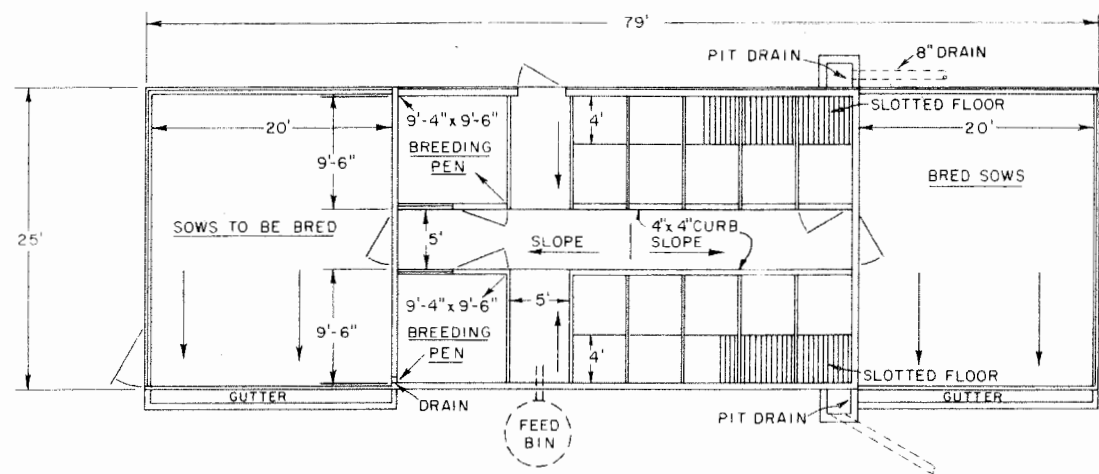 79'
PIT DRAIN
8" DRAIN
SLOTTED FLOOR
20'
9'-4" x 9'-6"
BREEDING
PEN
4'
20'
9'-6"
BRED SOWS
SOWS TO BE BRED
25'
5'
SLOPE
4"x 4" CURB
SLOPE
9'-4" x 9'-6"
BREEDING
PEN
5'
9'-6"
4'
SLOTTED FLOOR
GUTTER
DRAIN
FEED
BIN
PIT DRAIN
GUTTER